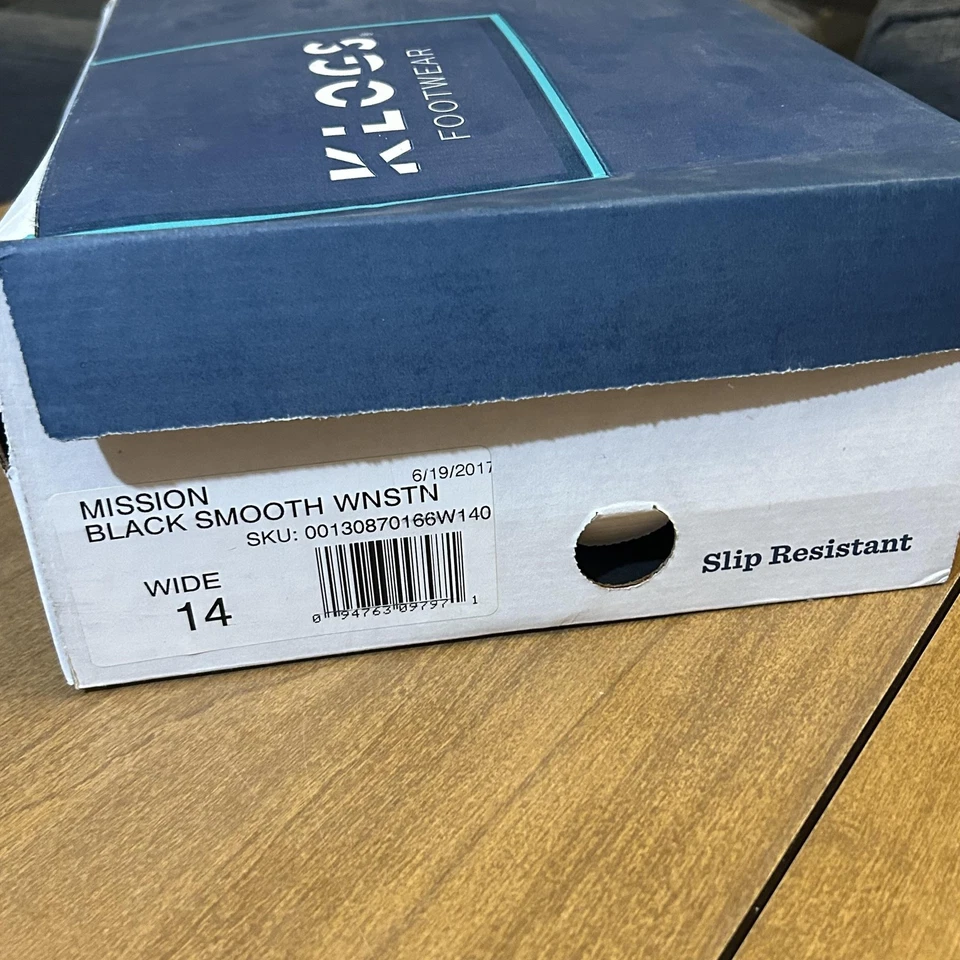 KLOGS
FOOTWEAR
6/19/2017
MISSION
BLACK SMOOTH WNSTN
SKU: 00130870166W140
WIDE
14
0 94763 09797 1
Slip Resistant